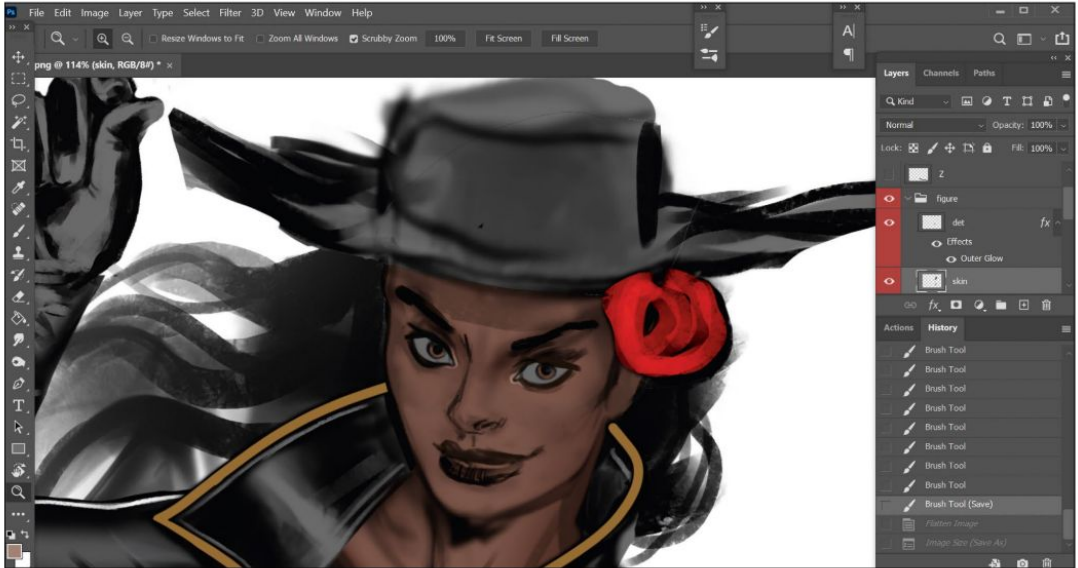 Ps File Edit Image Layer Type Select Filter 3D View Window Help
Resize Windows to Fit Zoom All Windows Scrubby Zoom 100% Fit Screen Fill Screen
png @ 114% (skin, RGB/8#) * ×
Layers Channels Paths
Kind
Normal Opacity: 100%
Lock: Fill: 100%
Z
figure
det fx
Effects
Outer Glow
skin
fx
Actions History
Brush Tool
Brush Tool
Brush Tool
Brush Tool
Brush Tool
Brush Tool
Brush Tool
Brush Tool
Brush Tool (Save)
Flatten Image
Image Size (Save As)